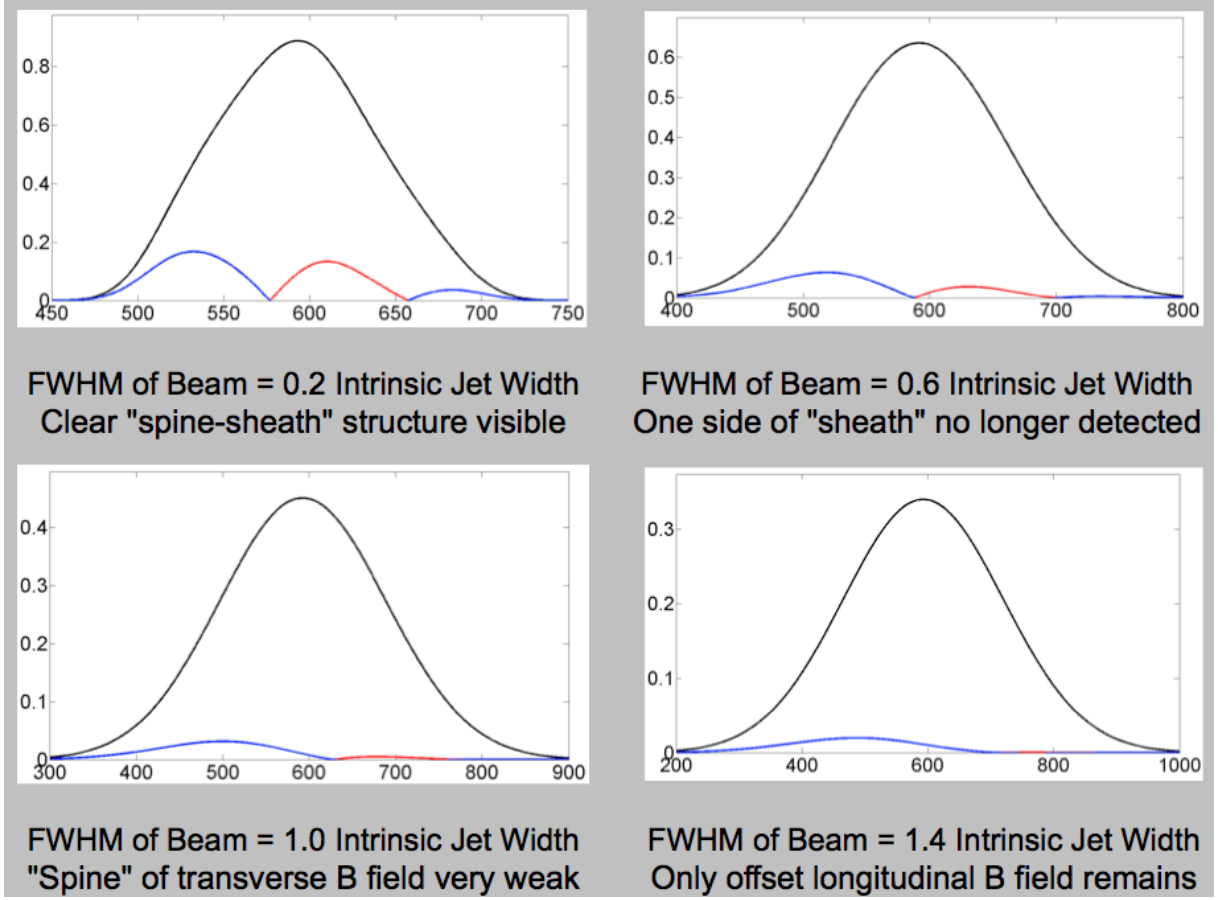 0.8
0.6
0.4
0.2
0
450 500 550 600 650 700 750
0.6
0.5
0.4
0.3
0.2
0.1
0
400 500 600 700 800
FWHM of Beam = 0.2 Intrinsic Jet Width
Clear "spine-sheath" structure visible
FWHM of Beam = 0.6 Intrinsic Jet Width
One side of "sheath" no longer detected
0.4
0.3
0.2
0.1
0
300 400 500 600 700 800 900
0.3
0.2
0.1
0
200 400 600 800 1000
FWHM of Beam = 1.0 Intrinsic Jet Width
"Spine" of transverse B field very weak
FWHM of Beam = 1.4 Intrinsic Jet Width
Only offset longitudinal B field remains